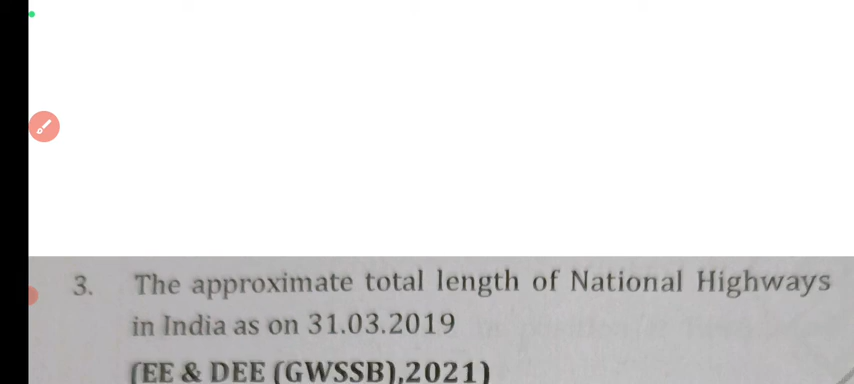 3. The approximate total length of National Highways
in India as on 31.03.2019
(EE & DEE (GWSSB),2021)